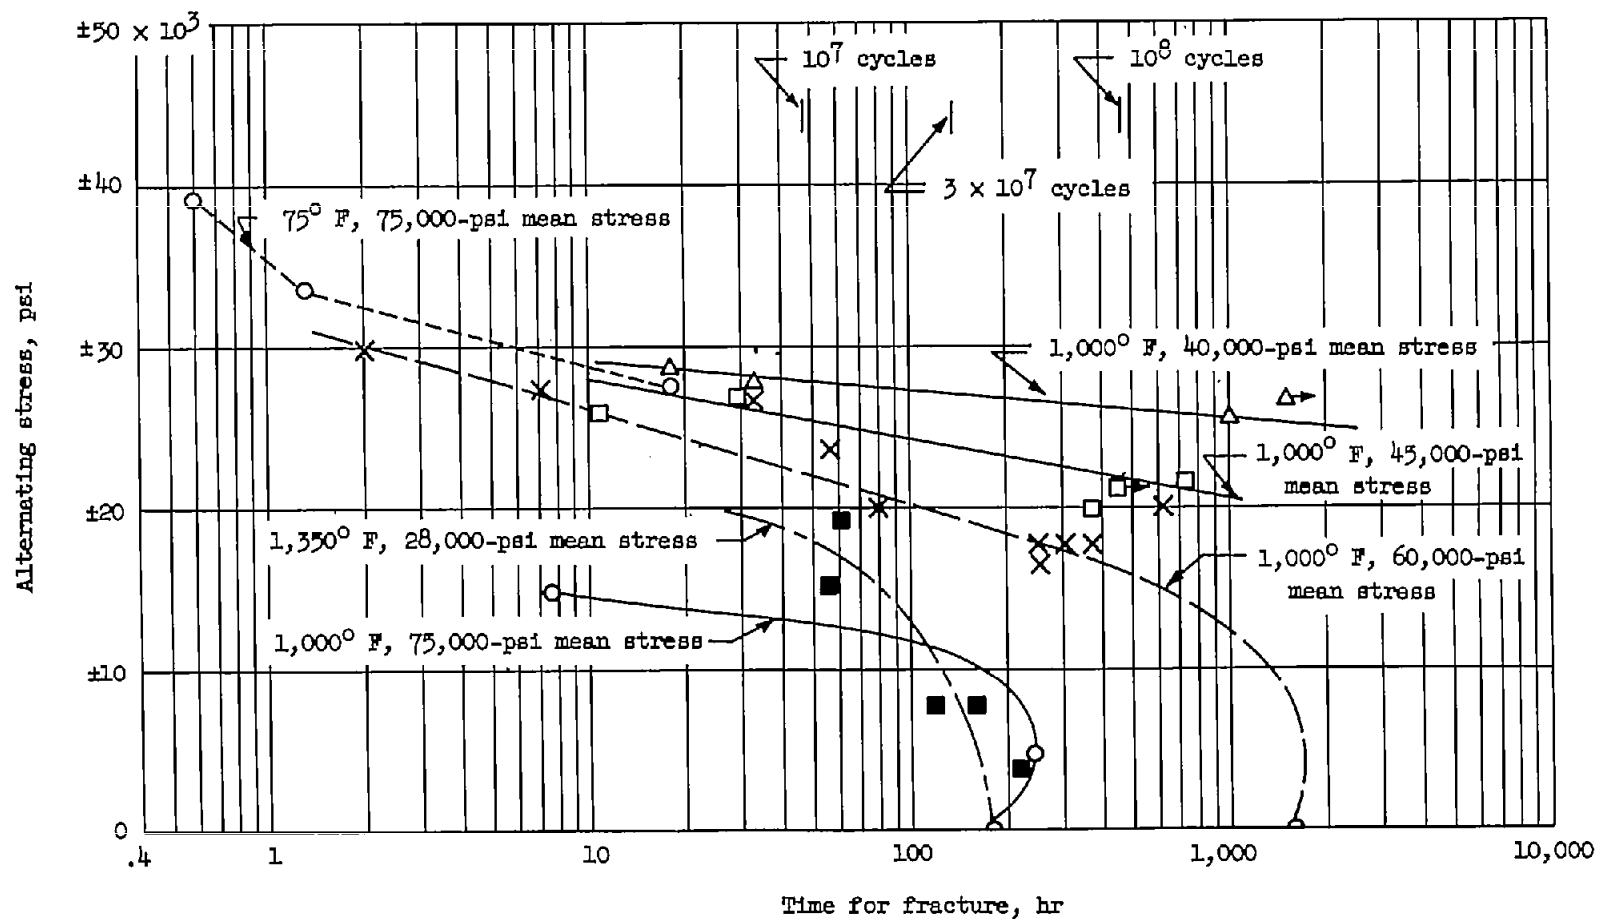 ±50 × 10³
10⁷ cycles
10⁸ cycles
±40
3 × 10⁷ cycles
75° F, 75,000-psi mean stress
±30
1,000° F, 40,000-psi mean stress
1,000° F, 45,000-psi
mean stress
±20
1,350° F, 28,000-psi mean stress
1,000° F, 60,000-psi
mean stress
1,000° F, 75,000-psi mean stress
±10
0
Alternating stress, psi
.4
1
10
100
1,000
10,000
Time for fracture, hr